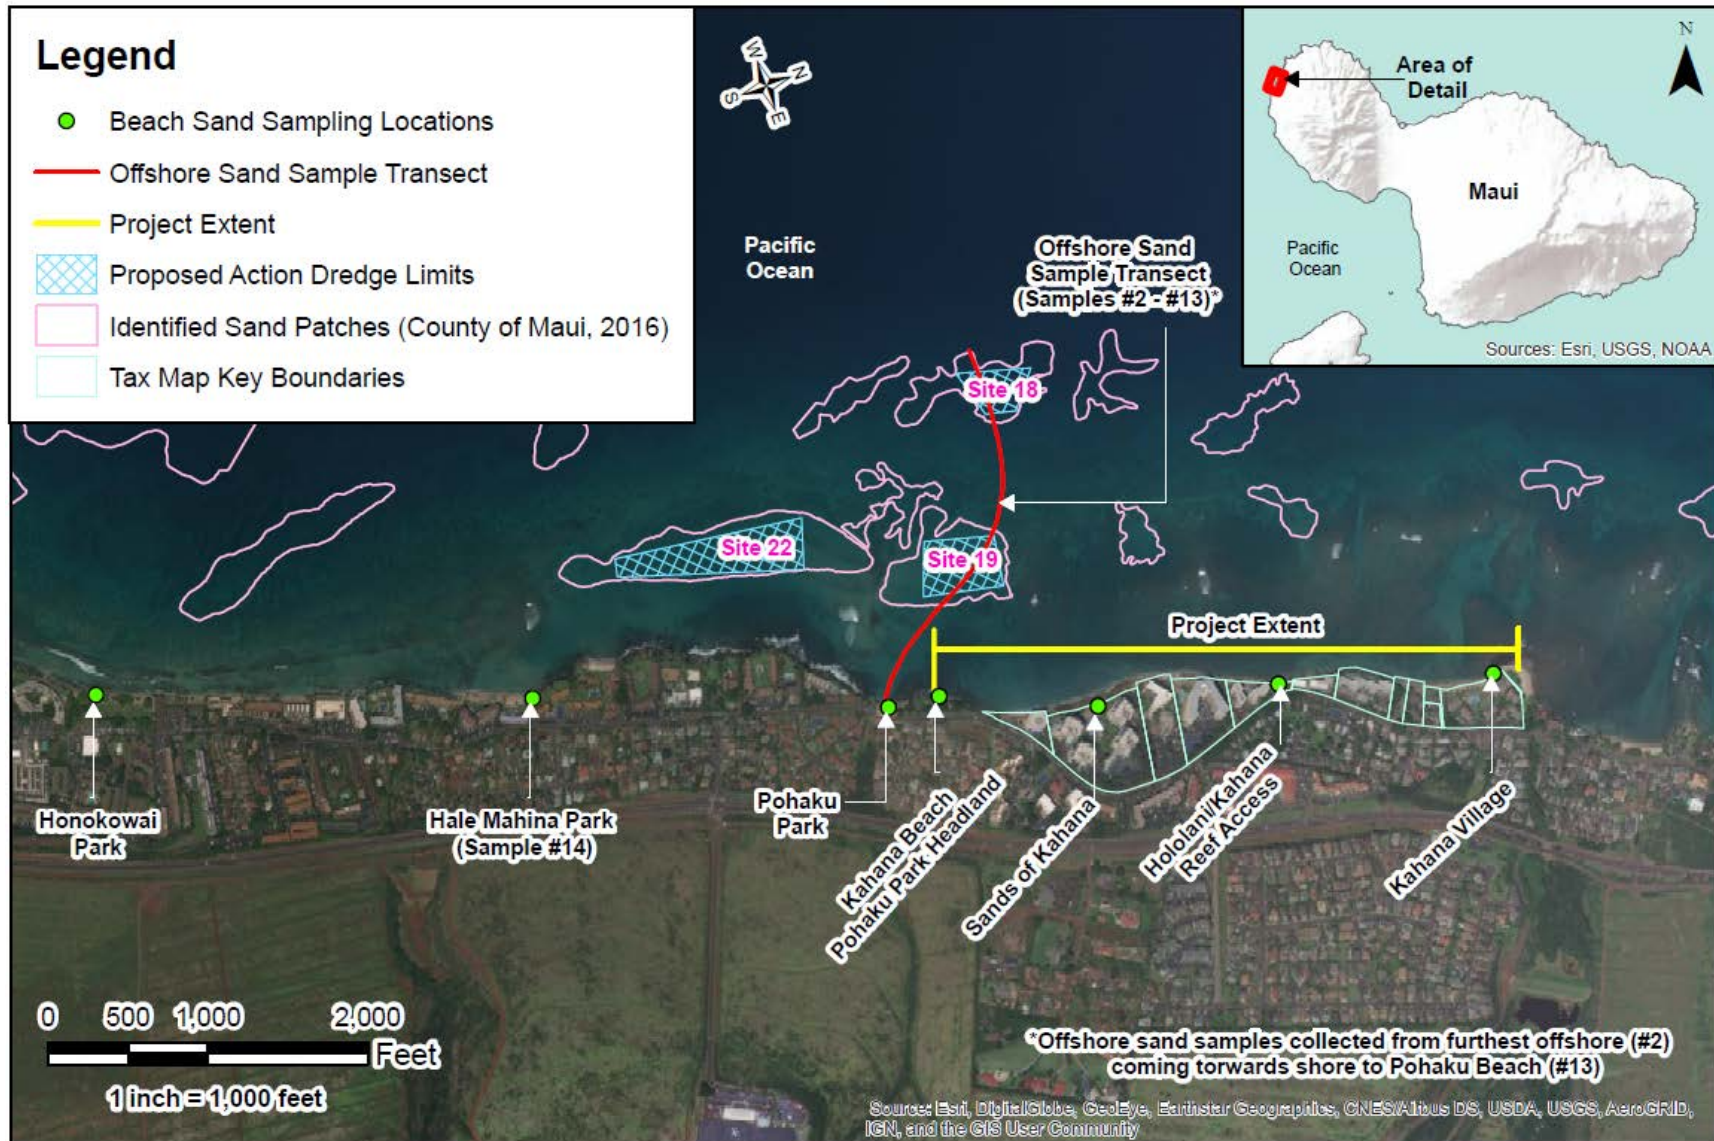 Legend
Beach Sand Sampling Locations
Offshore Sand Sample Transect
Project Extent
Proposed Action Dredge Limits
Identified Sand Patches (County of Maui, 2016)
Tax Map Key Boundaries
W
N
S
E
Pacific
Ocean
Offshore Sand
Sample Transect
(Samples #2 - #13)*
N
Area of
Detail
Maui
Pacific
Ocean
Sources: Esri, USGS, NOAA
Site 18
Site 22
Site 19
Project Extent
Honokowai
Park
Hale Mahina Park
(Sample #14)
Pohaku
Park
Kahana Beach
Pohaku Park Headland
Sands of Kahana
Hololani/Kahana
Reef Access
Kahana Village
0 500 1,000 2,000
Feet
1 inch = 1,000 feet
*Offshore sand samples collected from furthest offshore (#2)
coming torwards shore to Pohaku Beach (#13)
Source: Esri, DigitalGlobe, GeoEye, Earthstar Geographics, CNES/Airbus DS, USDA, USGS, AeroGRID,
IGN, and the GIS User Community